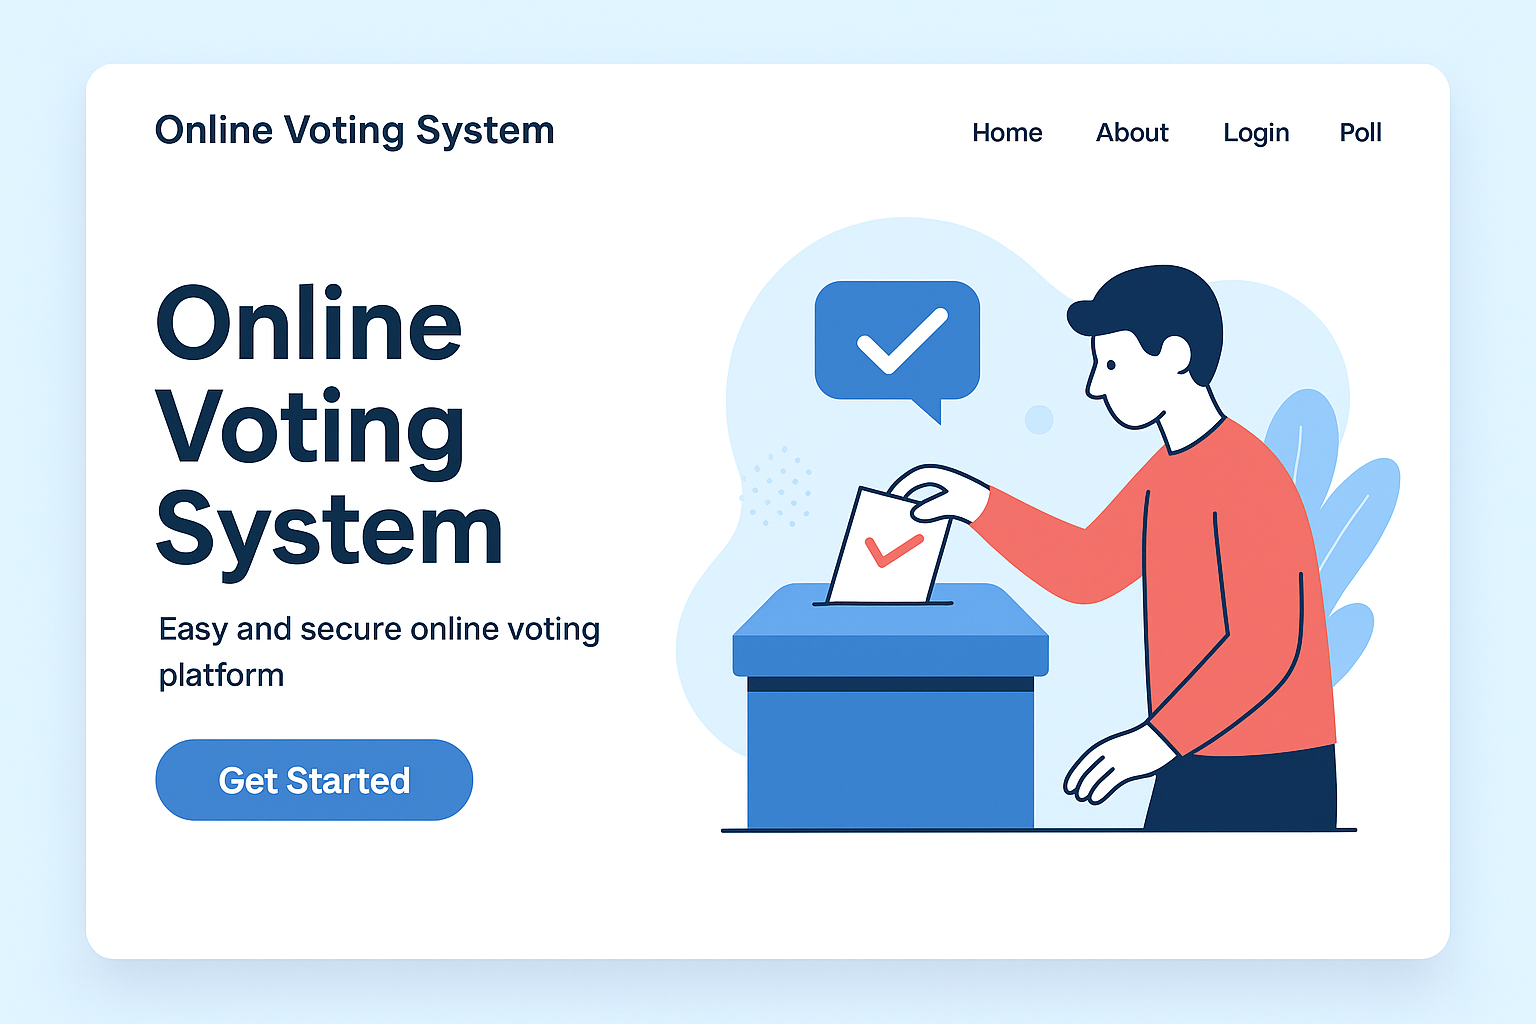 Online Voting System
Home About Login Poll
Online
Voting
System
Easy and secure online voting
platform
Get Started